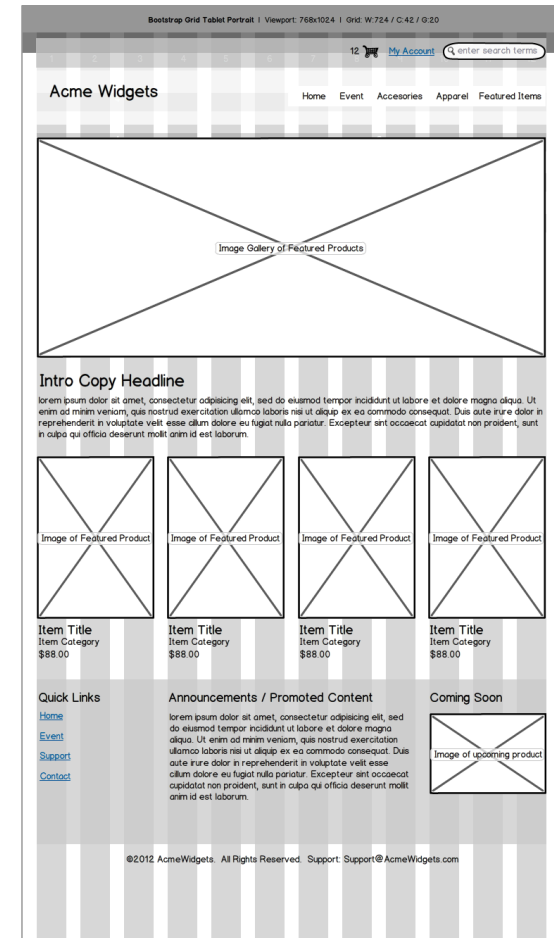 Bootstrap Grid Tablet Portrait | Viewport: 768x1024 | Grid: W:724 / C:42 / G:20
12 My Account enter search terms
Acme Widgets
Home Event Accesories Apparel Featured Items
Image Gallery of Featured Products
Intro Copy Headline
lorem ipsum dolor sit amet, consectetur adipisicing elit, sed do eiusmod tempor incididunt ut labore et dolore magna aliqua. Ut
enim ad minim veniam, quis nostrud exercitation ullamco laboris nisi ut aliquip ex ea commodo consequat. Duis aute irure dolor in
reprehenderit in voluptate velit esse cillum dolore eu fugiat nulla pariatur. Excepteur sint occaecat cupidatat non proident, sunt
in culpa qui officia deserunt mollit anim id est laborum.
Image of Featured Product Image of Featured Product Image of Featured Product Image of Featured Product
Item Title Item Title Item Title Item Title
Item Category Item Category Item Category Item Category
$88.00 $88.00 $88.00 $88.00
Quick Links
Home
Event
Support
Contact
Announcements / Promoted Content
lorem ipsum dolor sit amet, consectetur adipisicing elit, sed
do eiusmod tempor incididunt ut labore et dolore magna
aliqua. Ut enim ad minim veniam, quis nostrud exercitation
ullamco laboris nisi ut aliquip ex ea commodo consequat. Duis
aute irure dolor in reprehenderit in voluptate velit esse
cillum dolore eu fugiat nulla pariatur. Excepteur sint occaecat
cupidatat non proident, sunt in culpa qui officia deserunt mollit
anim id est laborum.
Coming Soon
Image of upcoming product
©2012 AcmeWidgets. All Rights Reserved. Support: Support@AcmeWidgets.com